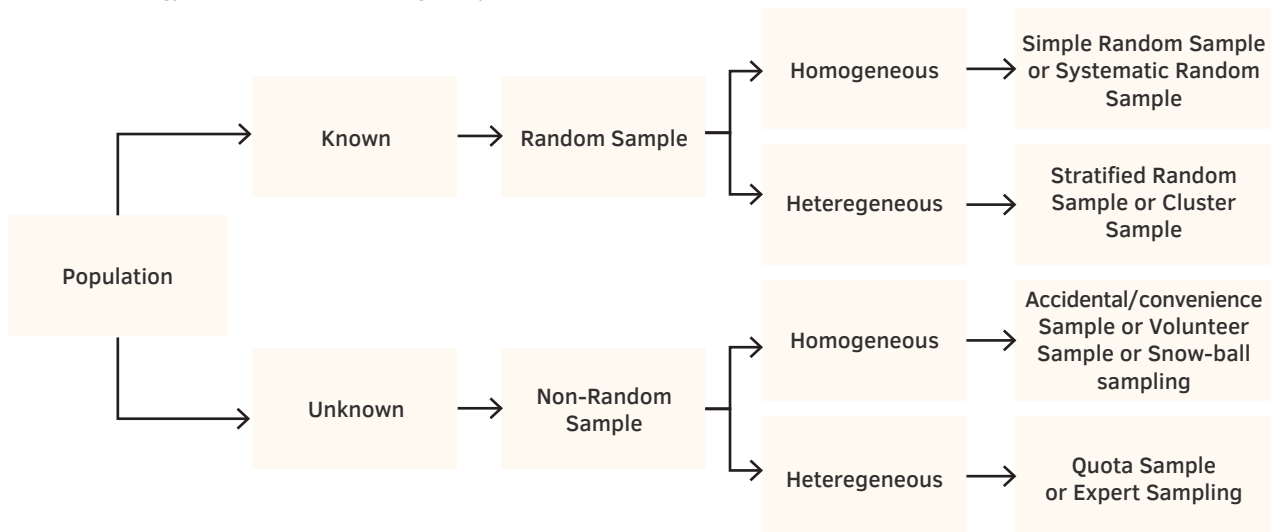 Population
Known
Random Sample
Homogeneous
Simple Random Sample
or Systematic Random
Sample
Heteregeneous
Stratified Random
Sample or Cluster
Sample
Unknown
Non-Random
Sample
Homogeneous
Accidental/convenience
Sample or Volunteer
Sample or Snow-ball
sampling
Heteregeneous
Quota Sample
or Expert Sampling